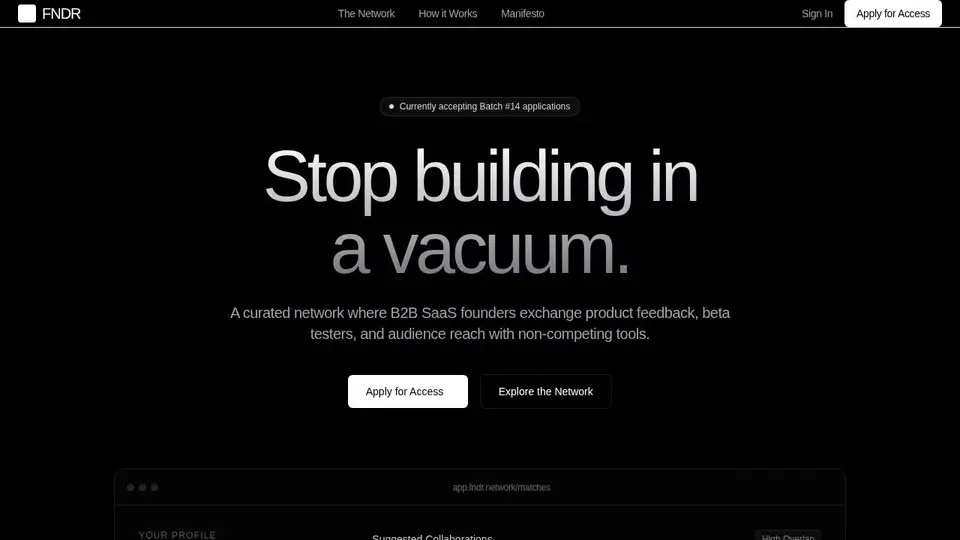 FNDR
The Network
How it Works
Manifesto
Sign In
Apply for Access
Currently accepting Batch #14 applications
Stop building in
a vacuum.
A curated network where B2B SaaS founders exchange product feedback, beta
testers, and audience reach with non-competing tools.
Apply for Access
Explore the Network
app.fndr.network/matches
YOUR PROFILE
Suggested Collaborations
High Overlap